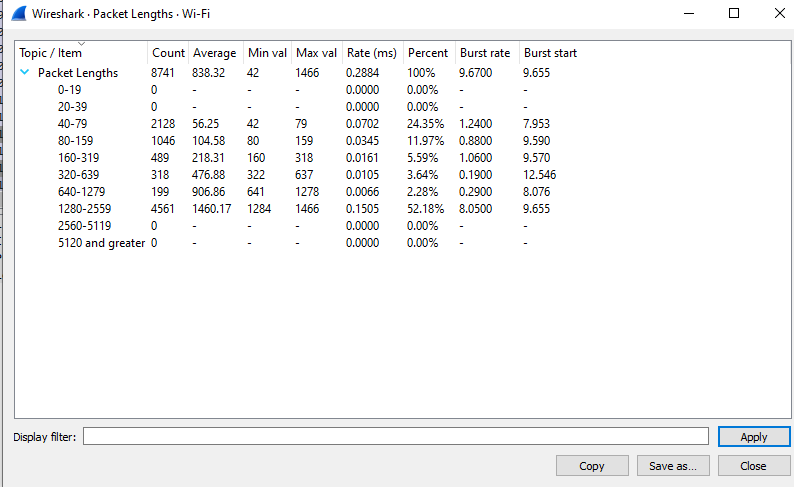 Wireshark · Packet Lengths · Wi-Fi
Topic / Item Count Average Min val Max val Rate (ms) Percent Burst rate Burst start
Packet Lengths 8741 838.32 42 1466 0.2884 100% 9.6700 9.655
0-19 0 - - - 0.0000 0.00% - -
20-39 0 - - - 0.0000 0.00% - -
40-79 2128 56.25 42 79 0.0702 24.35% 1.2400 7.953
80-159 1046 104.58 80 159 0.0345 11.97% 0.8800 9.590
160-319 489 218.31 160 318 0.0161 5.59% 1.0600 9.570
320-639 318 476.88 322 637 0.0105 3.64% 0.1900 12.546
640-1279 199 906.86 641 1278 0.0066 2.28% 0.2900 8.076
1280-2559 4561 1460.17 1284 1466 0.1505 52.18% 8.0500 9.655
2560-5119 0 - - - 0.0000 0.00% - -
5120 and greater 0 - - - 0.0000 0.00% - -
Display filter: Apply
Copy Save as... Close